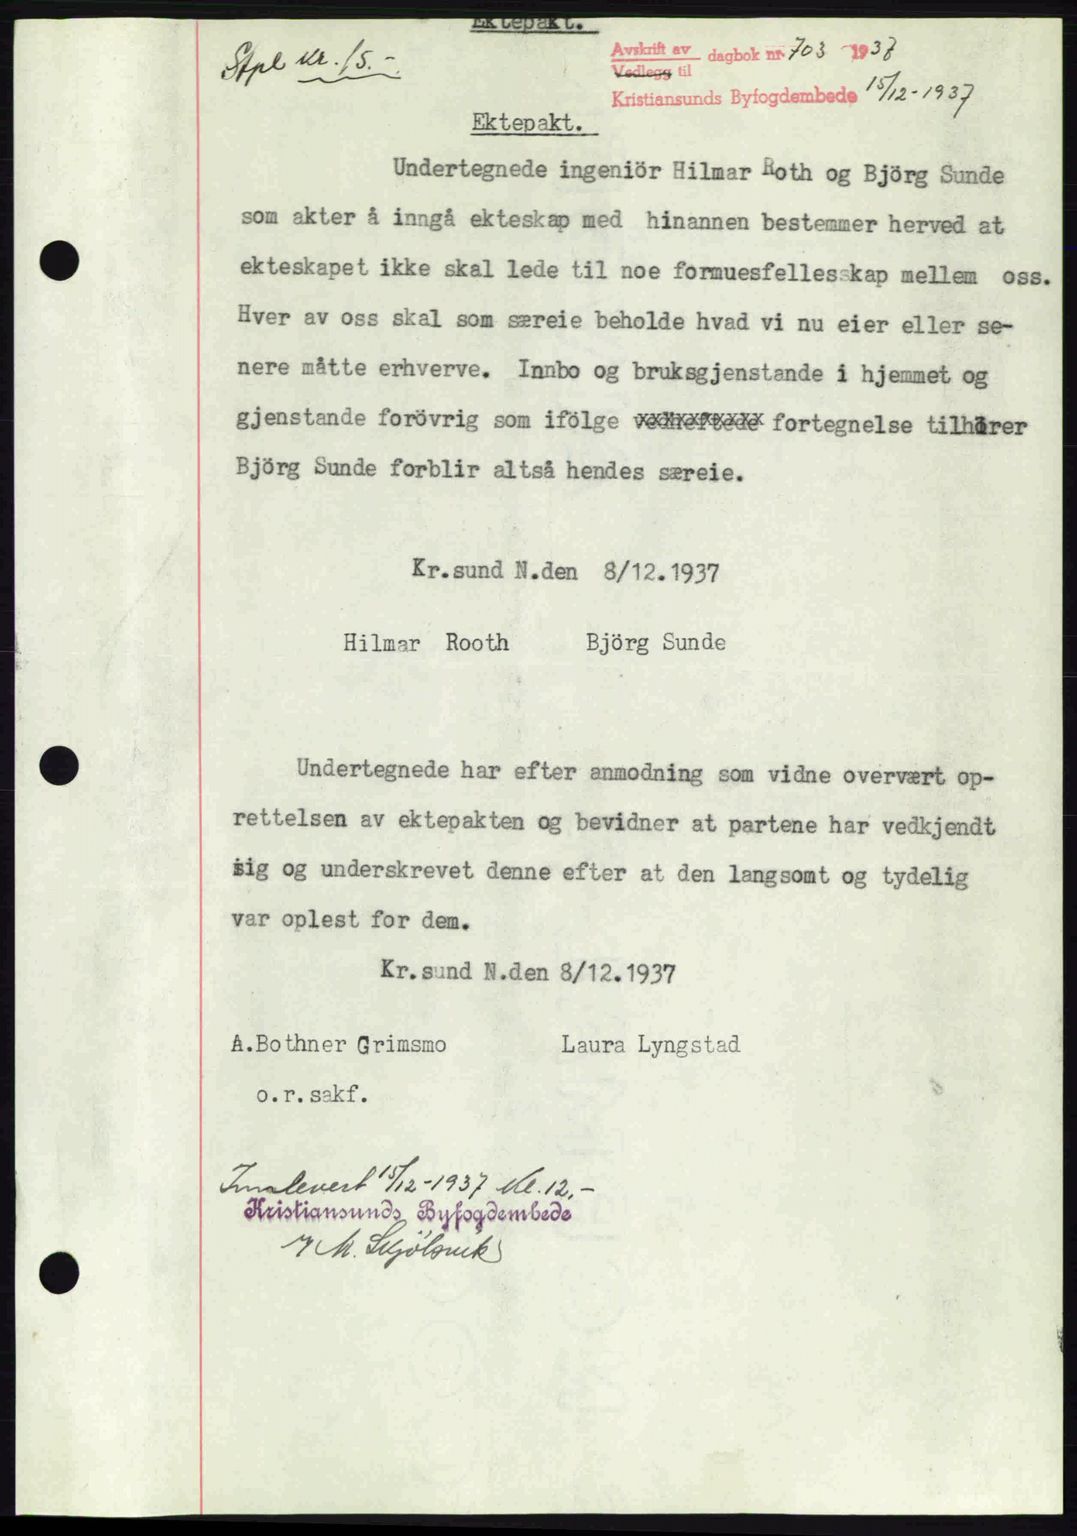 Ektepakt.
Stpl kr. 15.-
Avskrift av dagbok nr. 703 1937
Vedlegg til
Kristiansunds Byfogdembede 15/12-1937
Ektepakt.
Undertegnede ingeniör Hilmar Roth og Björg Sunde
som akter å inngå ekteskap med hinannen bestemmer herved at
ekteskapet ikke skal lede til noe formuesfellesskap mellem oss.
Hver av oss skal som særeie beholde hvad vi nu eier eller se-
nere måtte erhverve. Innbo og bruksgjenstande i hjemmet og
gjenstande forövrig som ifölge vedheftede fortegnelse tilhörer
Björg Sunde forblir altså hendes særeie.
Kr.sund N.den 8/12.1937
Hilmar Rooth Björg Sunde
Undertegnede har efter anmodning som vidne overvært op-
rettelsen av ektepakten og bevidner at partene har vedkjendt
sig og underskrevet denne efter at den langsomt og tydelig
var oplest for dem.
Kr.sund N.den 8/12.1937
A.Bothner Grimsmo Laura Lyngstad
o.r.sakf.
Innlevert 15/12-1937 kl. 12,-
Kristiansunds Byfogdembede
M. Skjölsvik